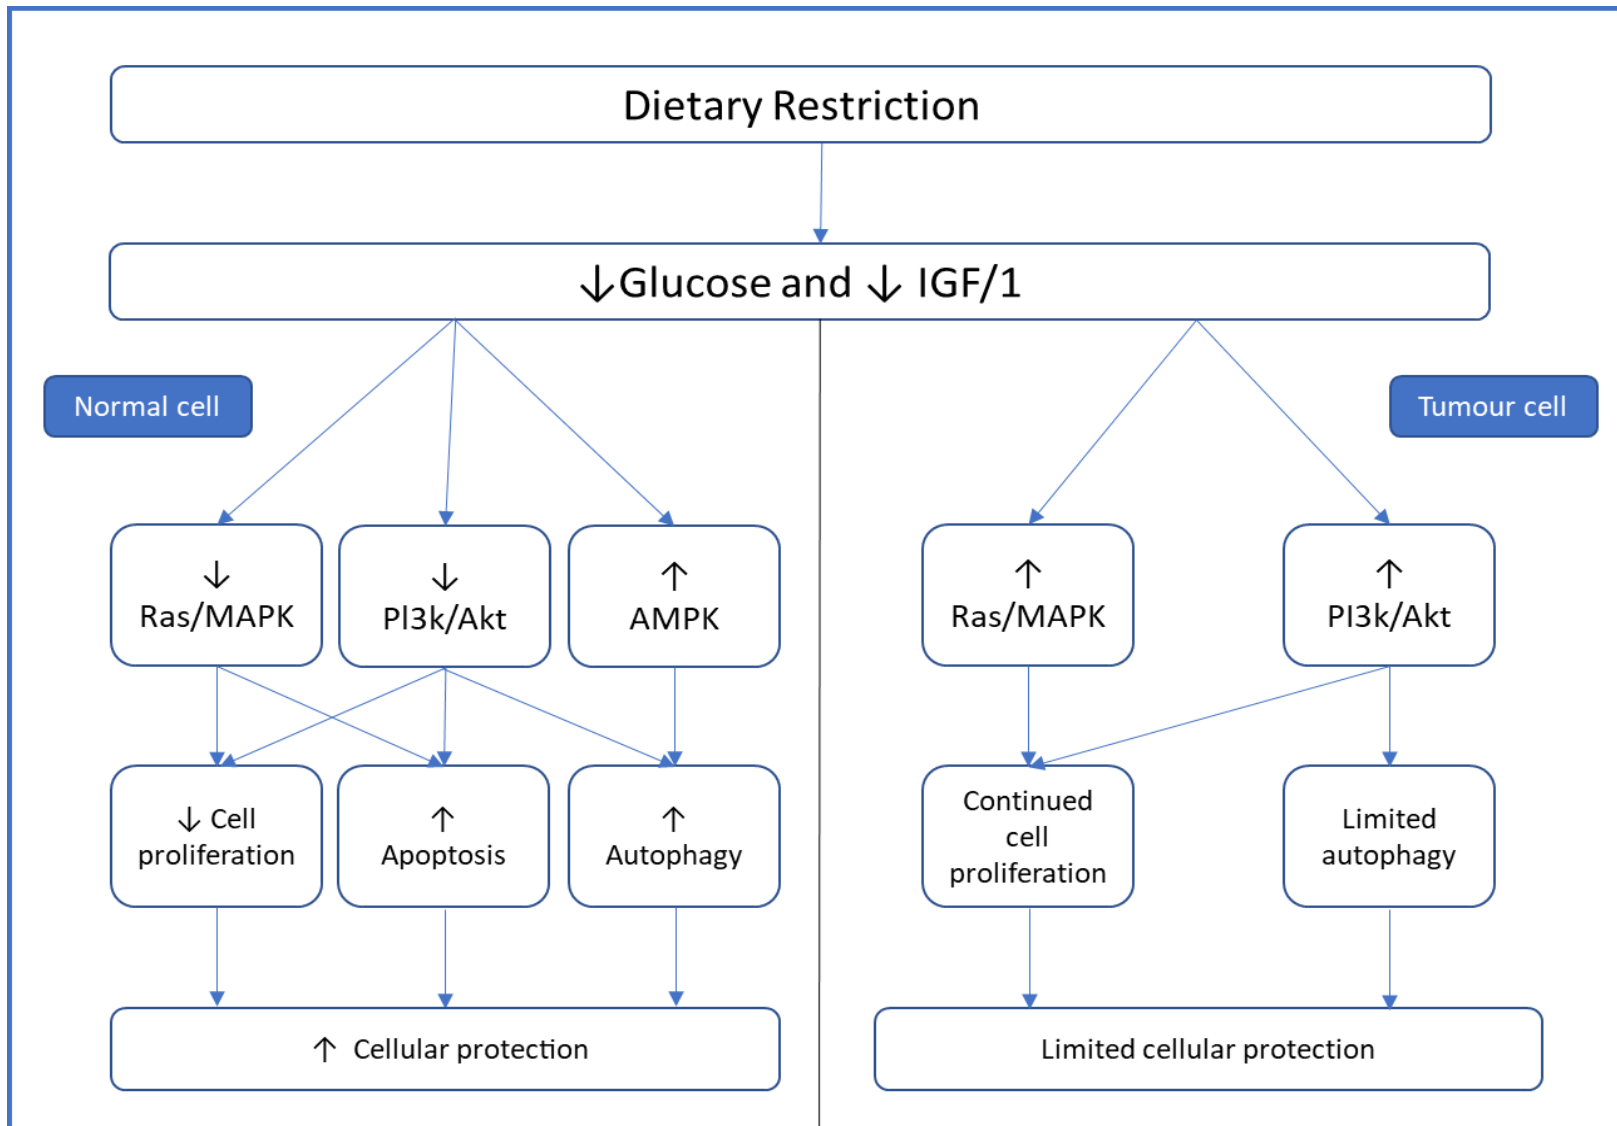 Dietary Restriction
↓Glucose and ↓ IGF/1
Normal cell
Tumour cell
↓
Ras/MAPK
↓
Pl3k/Akt
↑
AMPK
↑
Ras/MAPK
↑
PI3k/Akt
↓ Cell
proliferation
↑
Apoptosis
↑
Autophagy
Continued
cell
proliferation
Limited
autophagy
↑ Cellular protection
Limited cellular protection